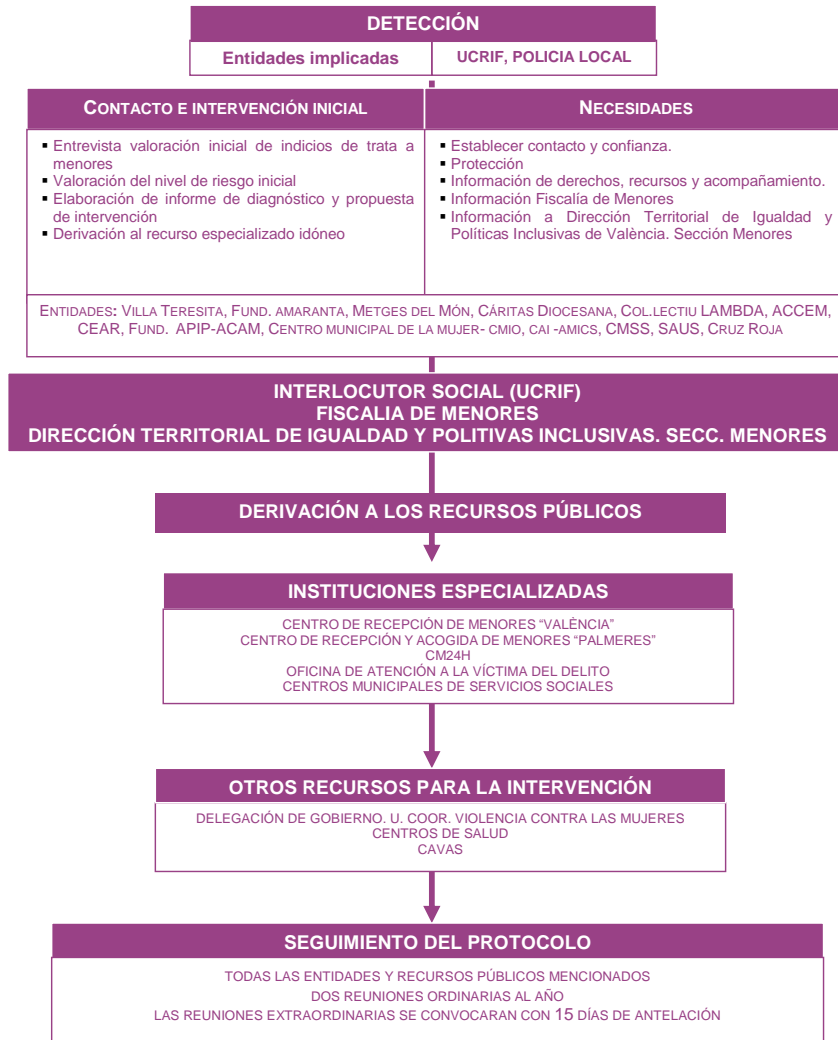 DETECCIÓN
Entidades implicadas
UCRIF, POLICIA LOCAL
CONTACTO E INTERVENCIÓN INICIAL
▪ Entrevista valoración inicial de indicios de trata a
menores
▪ Valoración del nivel de riesgo inicial
▪ Elaboración de informe de diagnóstico y propuesta
de intervención
▪ Derivación al recurso especializado idóneo
NECESIDADES
▪ Establecer contacto y confianza.
▪ Protección
▪ Información de derechos, recursos y acompañamiento.
▪ Información Fiscalía de Menores
▪ Información a Dirección Territorial de Igualdad y
Políticas Inclusivas de València. Sección Menores
ENTIDADES: VILLA TERESITA, FUND. AMARANTA, METGES DEL MÓN, CÁRITAS DIOCESANA, COL.LECTIU LAMBDA, ACCEM,
CEAR, FUND. APIP-ACAM, CENTRO MUNICIPAL DE LA MUJER- CMIO, CAI -AMICS, CMSS, SAUS, CRUZ ROJA
INTERLOCUTOR SOCIAL (UCRIF)
FISCALIA DE MENORES
DIRECCIÓN TERRITORIAL DE IGUALDAD Y POLITIVAS INCLUSIVAS. SECC. MENORES
DERIVACIÓN A LOS RECURSOS PÚBLICOS
INSTITUCIONES ESPECIALIZADAS
CENTRO DE RECEPCIÓN DE MENORES “VALÈNCIA”
CENTRO DE RECEPCIÓN Y ACOGIDA DE MENORES “PALMERES”
CM24H
OFICINA DE ATENCIÓN A LA VÍCTIMA DEL DELITO
CENTROS MUNICIPALES DE SERVICIOS SOCIALES
OTROS RECURSOS PARA LA INTERVENCIÓN
DELEGACIÓN DE GOBIERNO. U. COOR. VIOLENCIA CONTRA LAS MUJERES
CENTROS DE SALUD
CAVAS
SEGUIMIENTO DEL PROTOCOLO
TODAS LAS ENTIDADES Y RECURSOS PÚBLICOS MENCIONADOS
DOS REUNIONES ORDINARIAS AL AÑO
LAS REUNIONES EXTRAORDINARIAS SE CONVOCARAN CON 15 DÍAS DE ANTELACIÓN